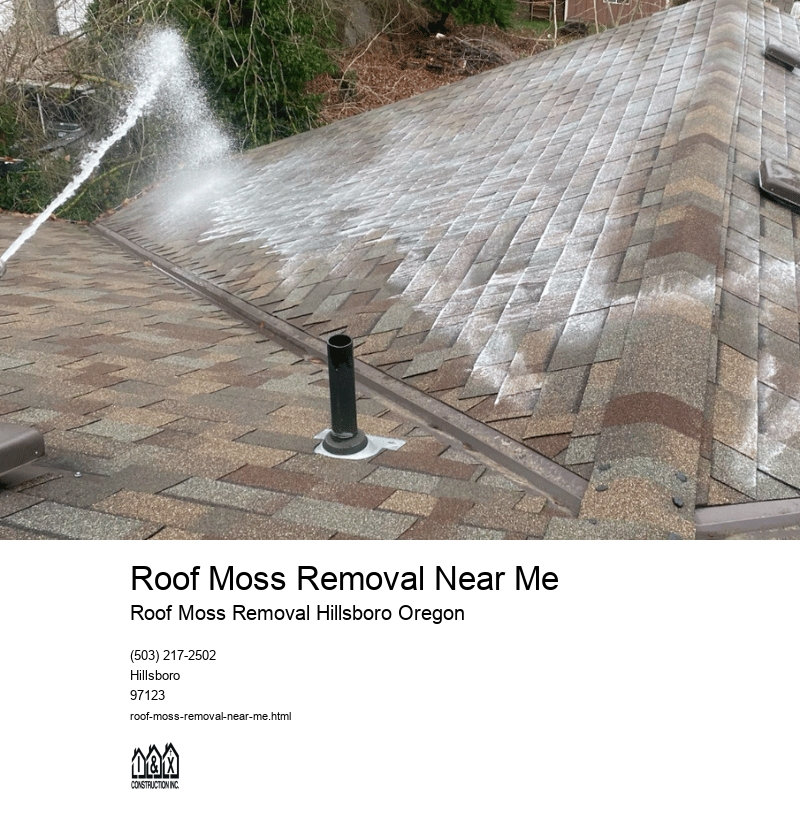 Roof Moss Removal Near Me
Roof Moss Removal Hillsboro Oregon
(503) 217-2502
Hillsboro
97123
roof-moss-removal-near-me.html
I&X
CONSTRUCTION INC.